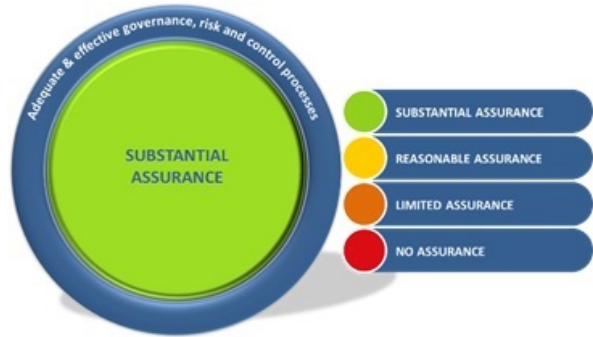 Adequate & effective governance, risk and control processes
SUBSTANTIAL
ASSURANCE
SUBSTANTIAL ASSURANCE
REASONABLE ASSURANCE
LIMITED ASSURANCE
NO ASSURANCE